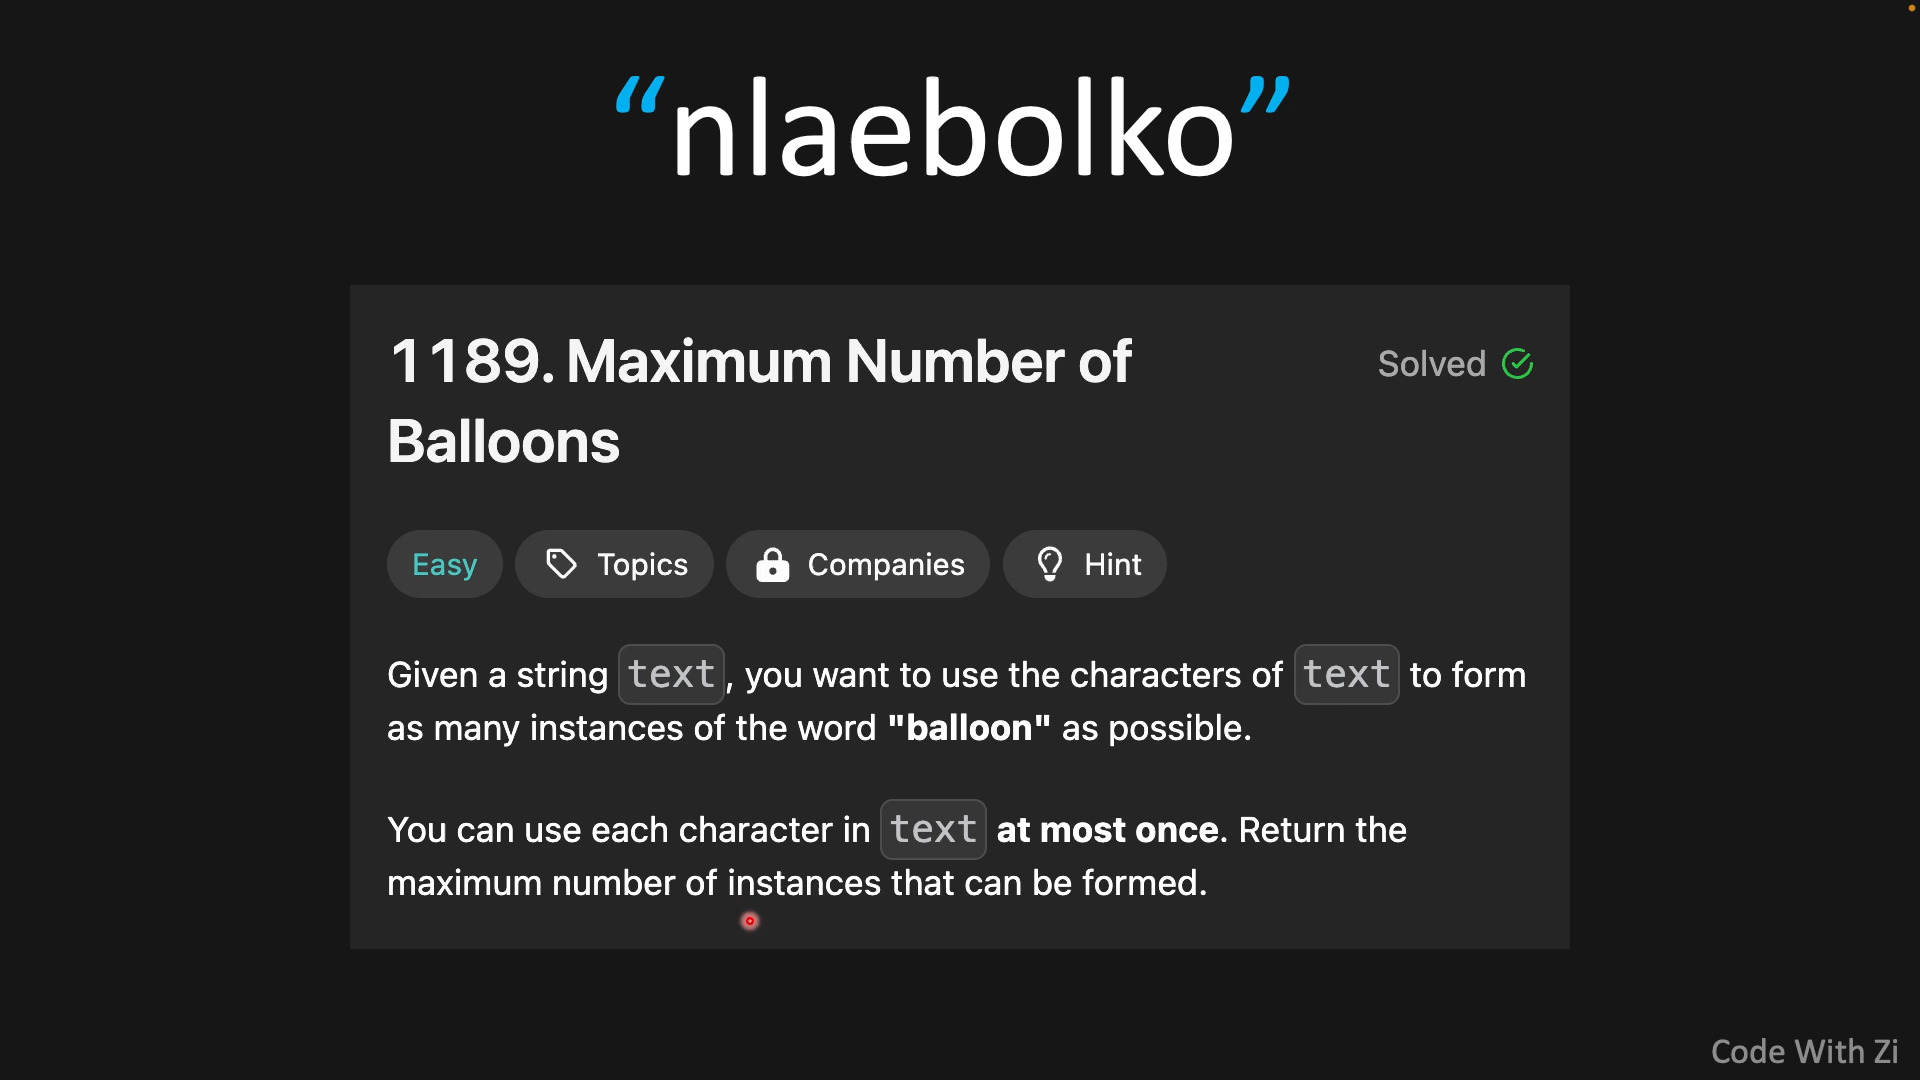 “nlaebolko”
1189. Maximum Number of
Balloons
Solved
Easy Topics Companies Hint
Given a string text, you want to use the characters of text to form
as many instances of the word "balloon" as possible.
You can use each character in text at most once. Return the
maximum number of instances that can be formed.
Code With Zi